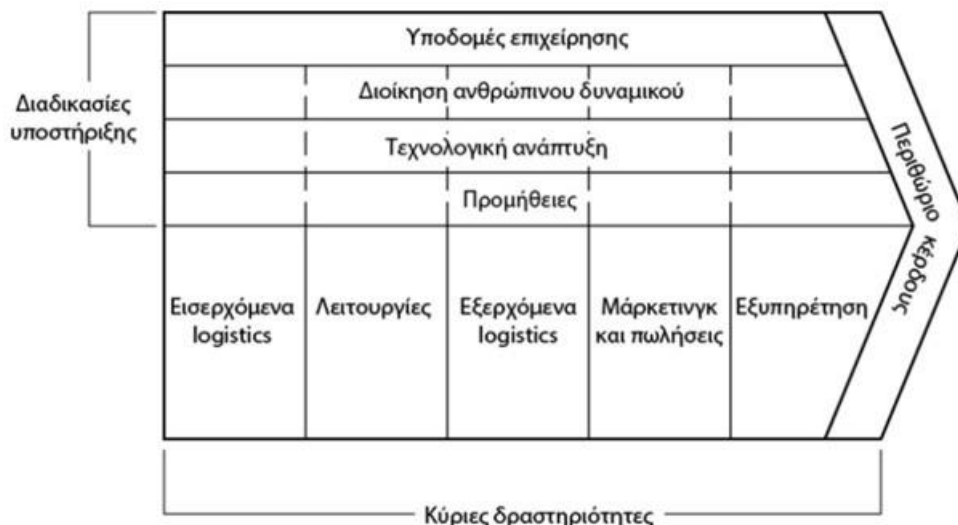 Υποδομές επιχείρησης
Διαδικασίες
υποστήριξης
Διοίκηση ανθρώπινου δυναμικού
Τεχνολογική ανάπτυξη
Προμήθειες
Εισερχόμενα
logistics
Λειτουργίες
Εξερχόμενα
logistics
Μάρκετινγκ
και πωλήσεις
Εξυπηρέτηση
Περιθώριο κέρδους
Κύριες δραστηριότητες